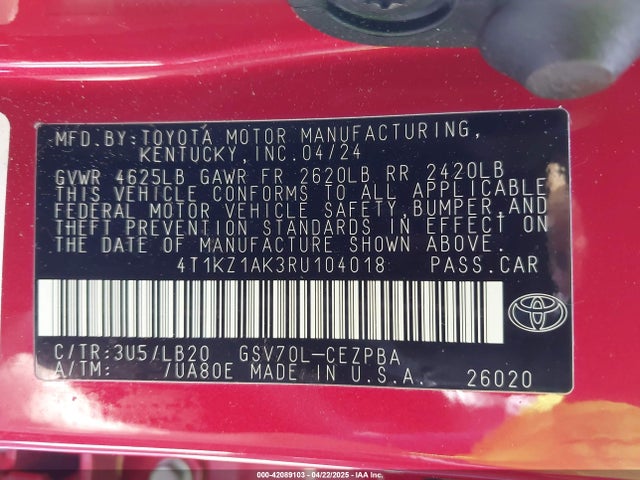 MFD.BY:TOYOTA MOTOR MANUFACTURING,
KENTUCKY, INC. 04/24
GVWR 4625LB GAWR FR 2620LB RR 2420LB
THIS VEHICLE CONFORMS TO ALL APPLICABLE
FEDERAL MOTOR VEHICLE SAFETY, BUMPER, AND
THEFT PREVENTION STANDARDS IN EFFECT ON
THE DATE OF MANUFACTURE SHOWN ABOVE.
4T1KZ1AK3RU104018 PASS.CAR
C/TR:3U5/LB20 GSV70L-CEZPBA
A/TM: /UA80E MADE IN U.S.A. 26020
000-42089103 - 04/22/2025 - IAA Inc.